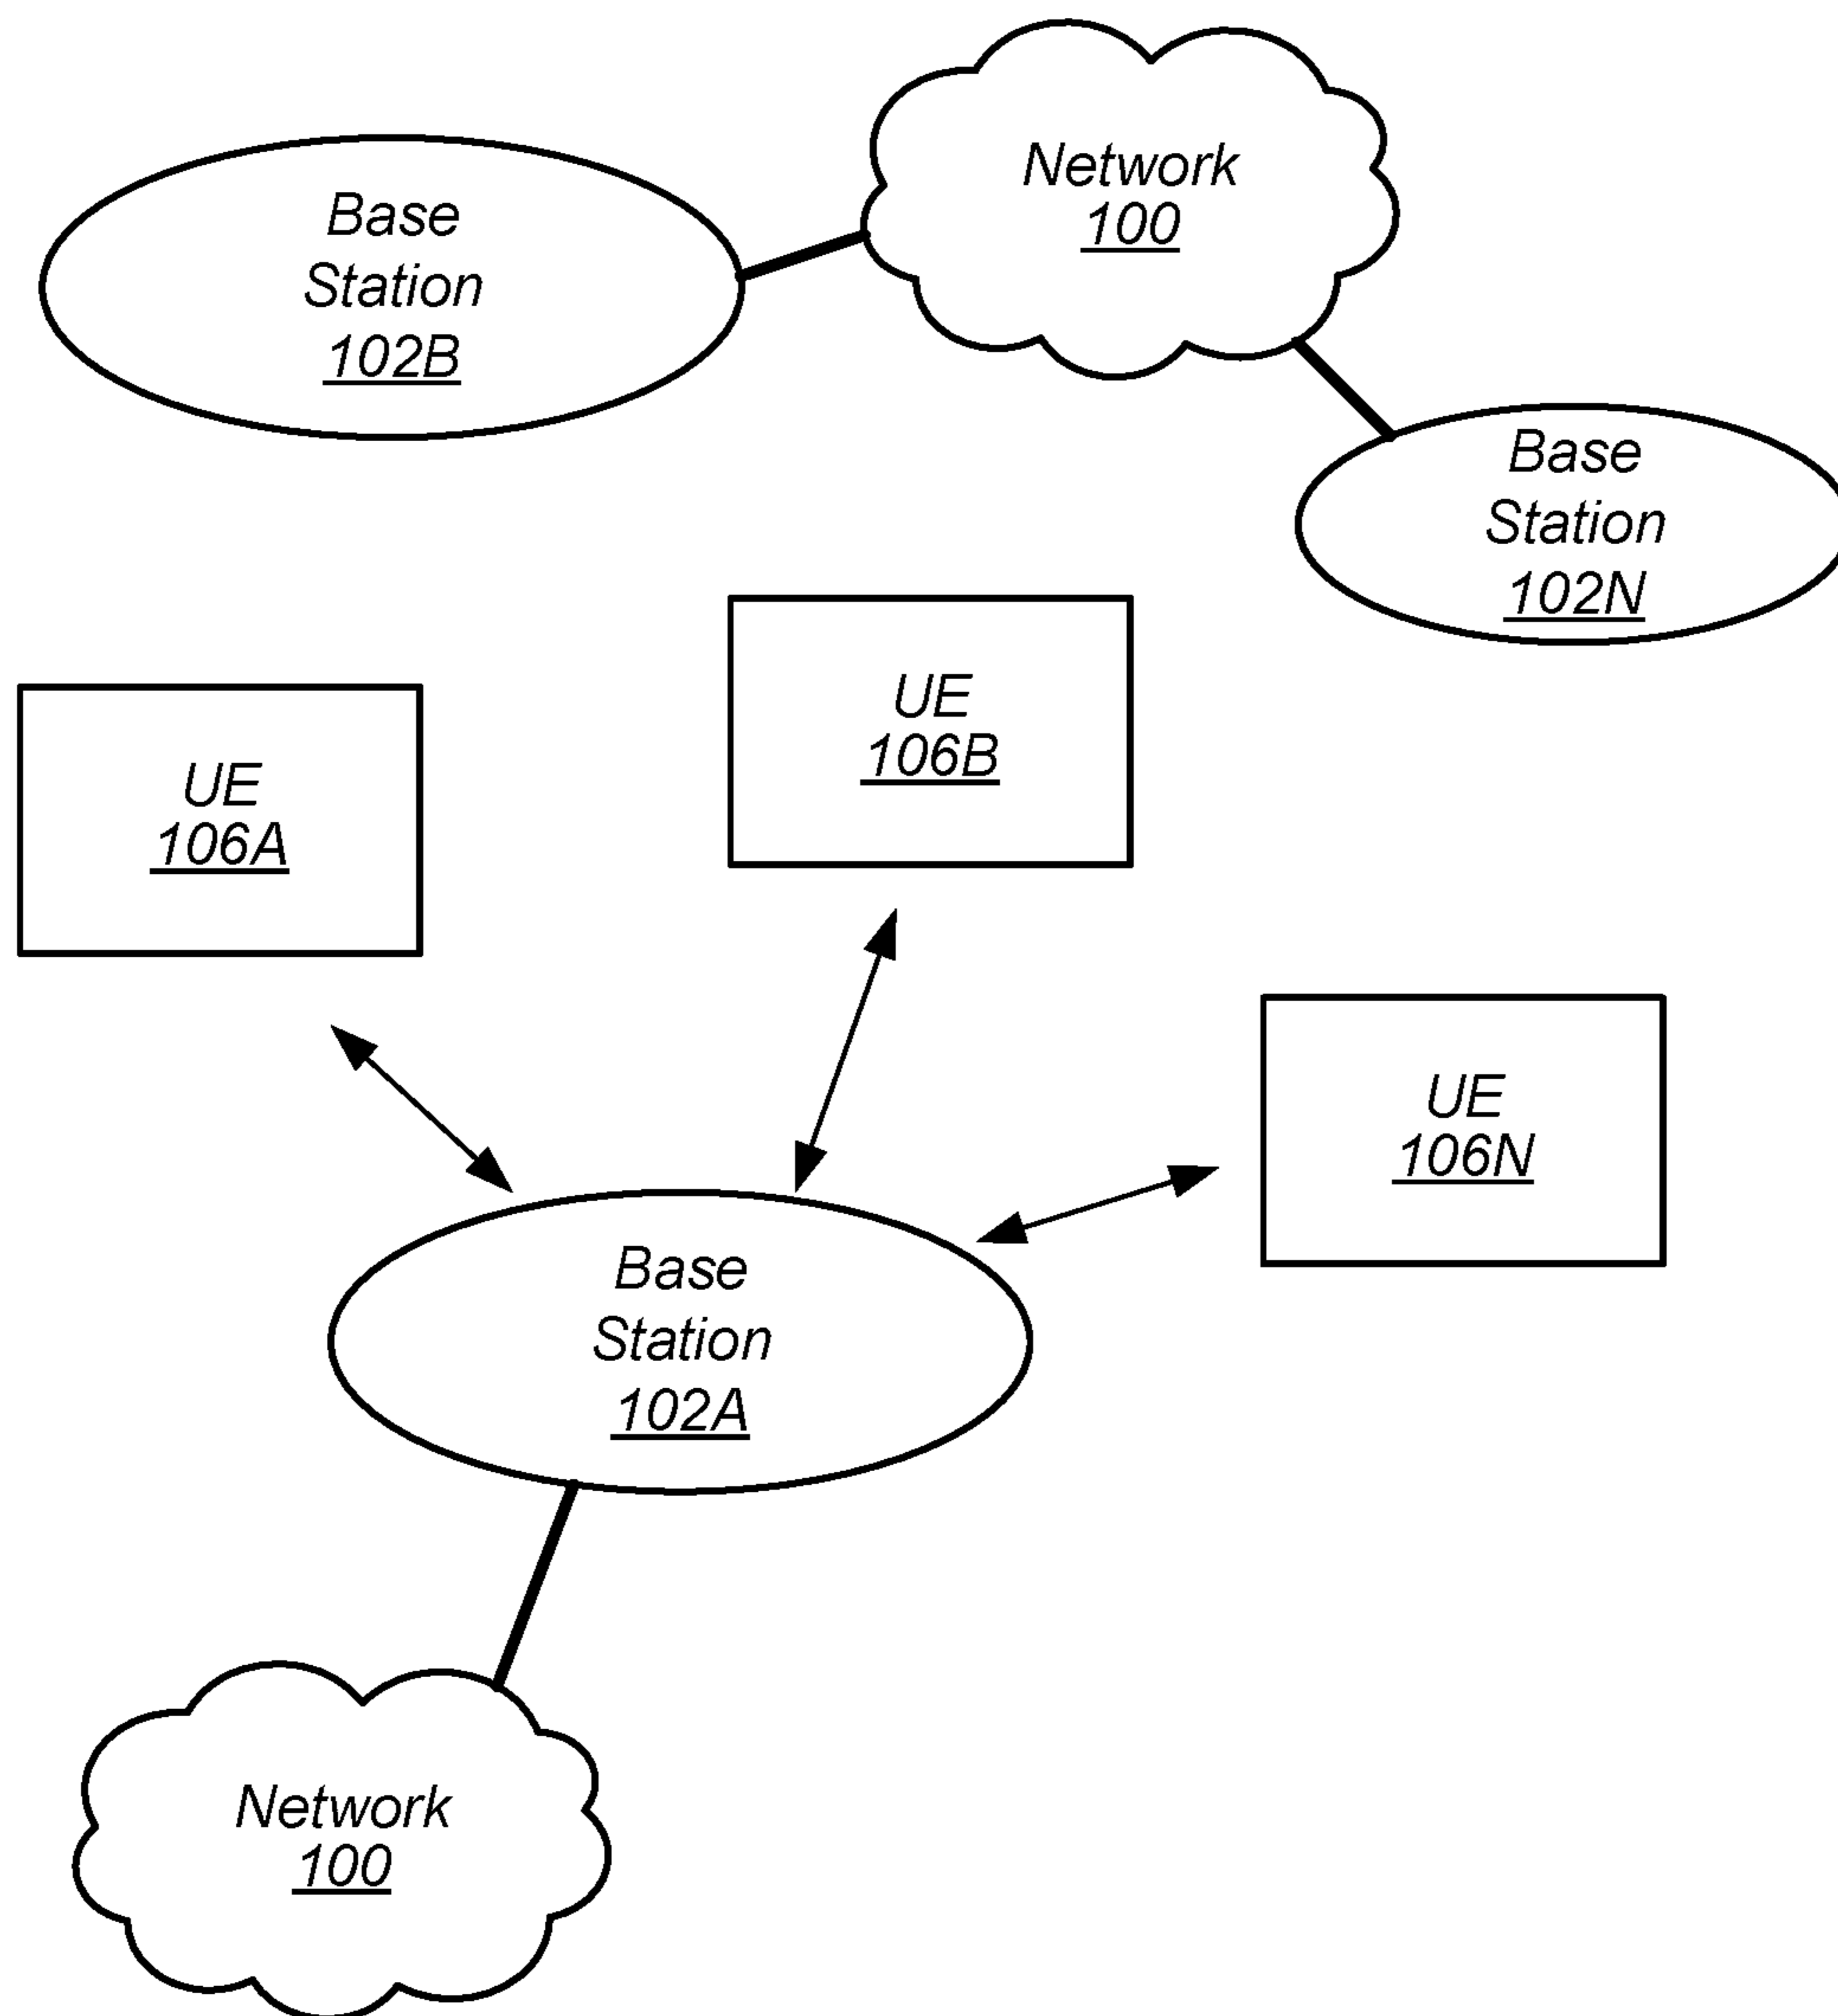 Network
100
Base
Station
102B
Base
Station
102N
UE
106B
UE
106A
UE
106N
Base
Station
102A
Network
100